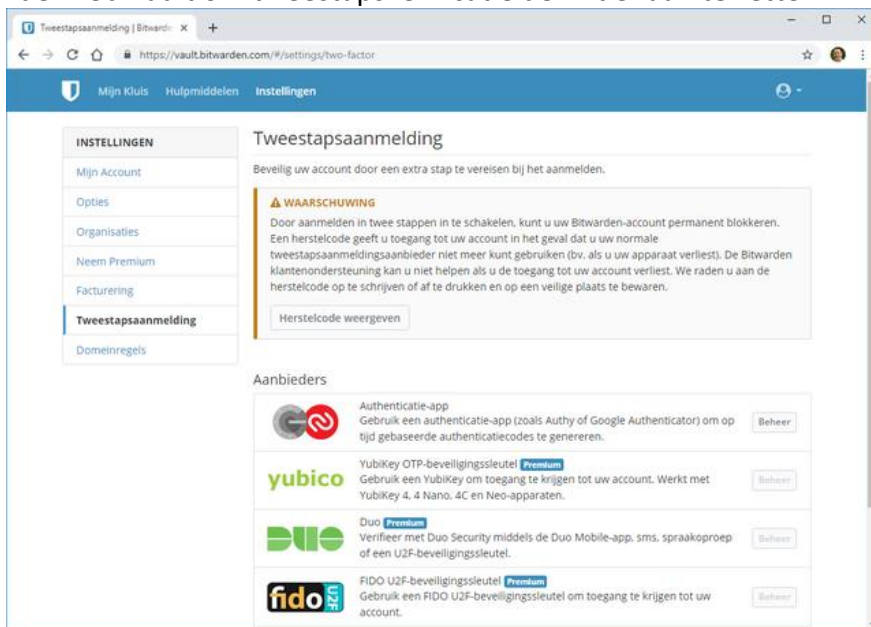 Tweestapsaanmelding | Bitward
https://vault.bitwarden.com/#/settings/two-factor
Mijn Kluis Hulpmiddelen Instellingen
INSTELLINGEN
Mijn Account
Opties
Organisaties
Neem Premium
Facturering
Tweestapsaanmelding
Domeinregels
Tweestapsaanmelding
Beveilig uw account door een extra stap te vereisen bij het aanmelden.
WAARSCHUWING
Door aanmelden in twee stappen in te schakelen, kunt u uw Bitwarden-account permanent blokkeren.
Een herstelcode geeft u toegang tot uw account in het geval dat u uw normale
tweestapsaanmeldingsaanbieder niet meer kunt gebruiken (bv. als u uw apparaat verliest). De Bitwarden
klantenondersteuning kan u niet helpen als u de toegang tot uw account verliest. We raden u aan de
herstelcode op te schrijven of af te drukken en op een veilige plaats te bewaren.
Herstelcode weergeven
Aanbieders
Authenticatie-app
Gebruik een authenticatie-app (zoals Authy of Google Authenticator) om op
tijd gebaseerde authenticatiecodes te genereren.
Beheer
yubico
YubiKey OTP-beveiligingssleutel Premium
Gebruik een YubiKey om toegang te krijgen tot uw account. Werkt met
YubiKey 4, 4 Nano, 4C en Neo-apparaten.
Beheer
DUO
Duo Premium
Verifieer met Duo Security middels de Duo Mobile-app, sms, spraakoproep
of een U2F-beveiligingssleutel.
Beheer
fido U2F
FIDO U2F-beveiligingssleutel Premium
Gebruik een FIDO U2F-beveiligingssleutel om toegang te krijgen tot uw
account.
Beheer